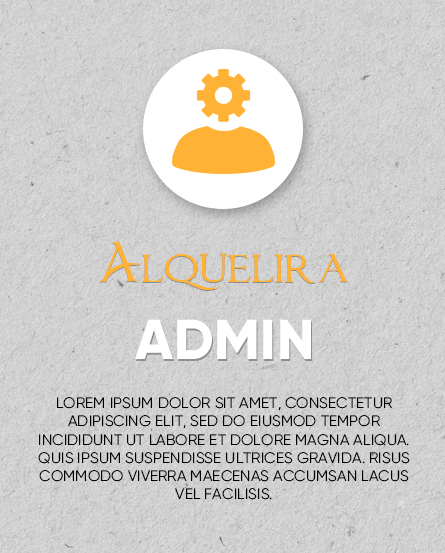 ALQUELIRA
ADMIN
LOREM IPSUM DOLOR SIT AMET, CONSECTETUR
ADIPISCING ELIT, SED DO EIUSMOD TEMPOR
INCIDIDUNT UT LABORE ET DOLORE MAGNA ALIQUA.
QUIS IPSUM SUSPENDISSE ULTRICES GRAVIDA. RISUS
COMMODO VIVERRA MAECENAS ACCUMSAN LACUS
VEL FACILISIS.